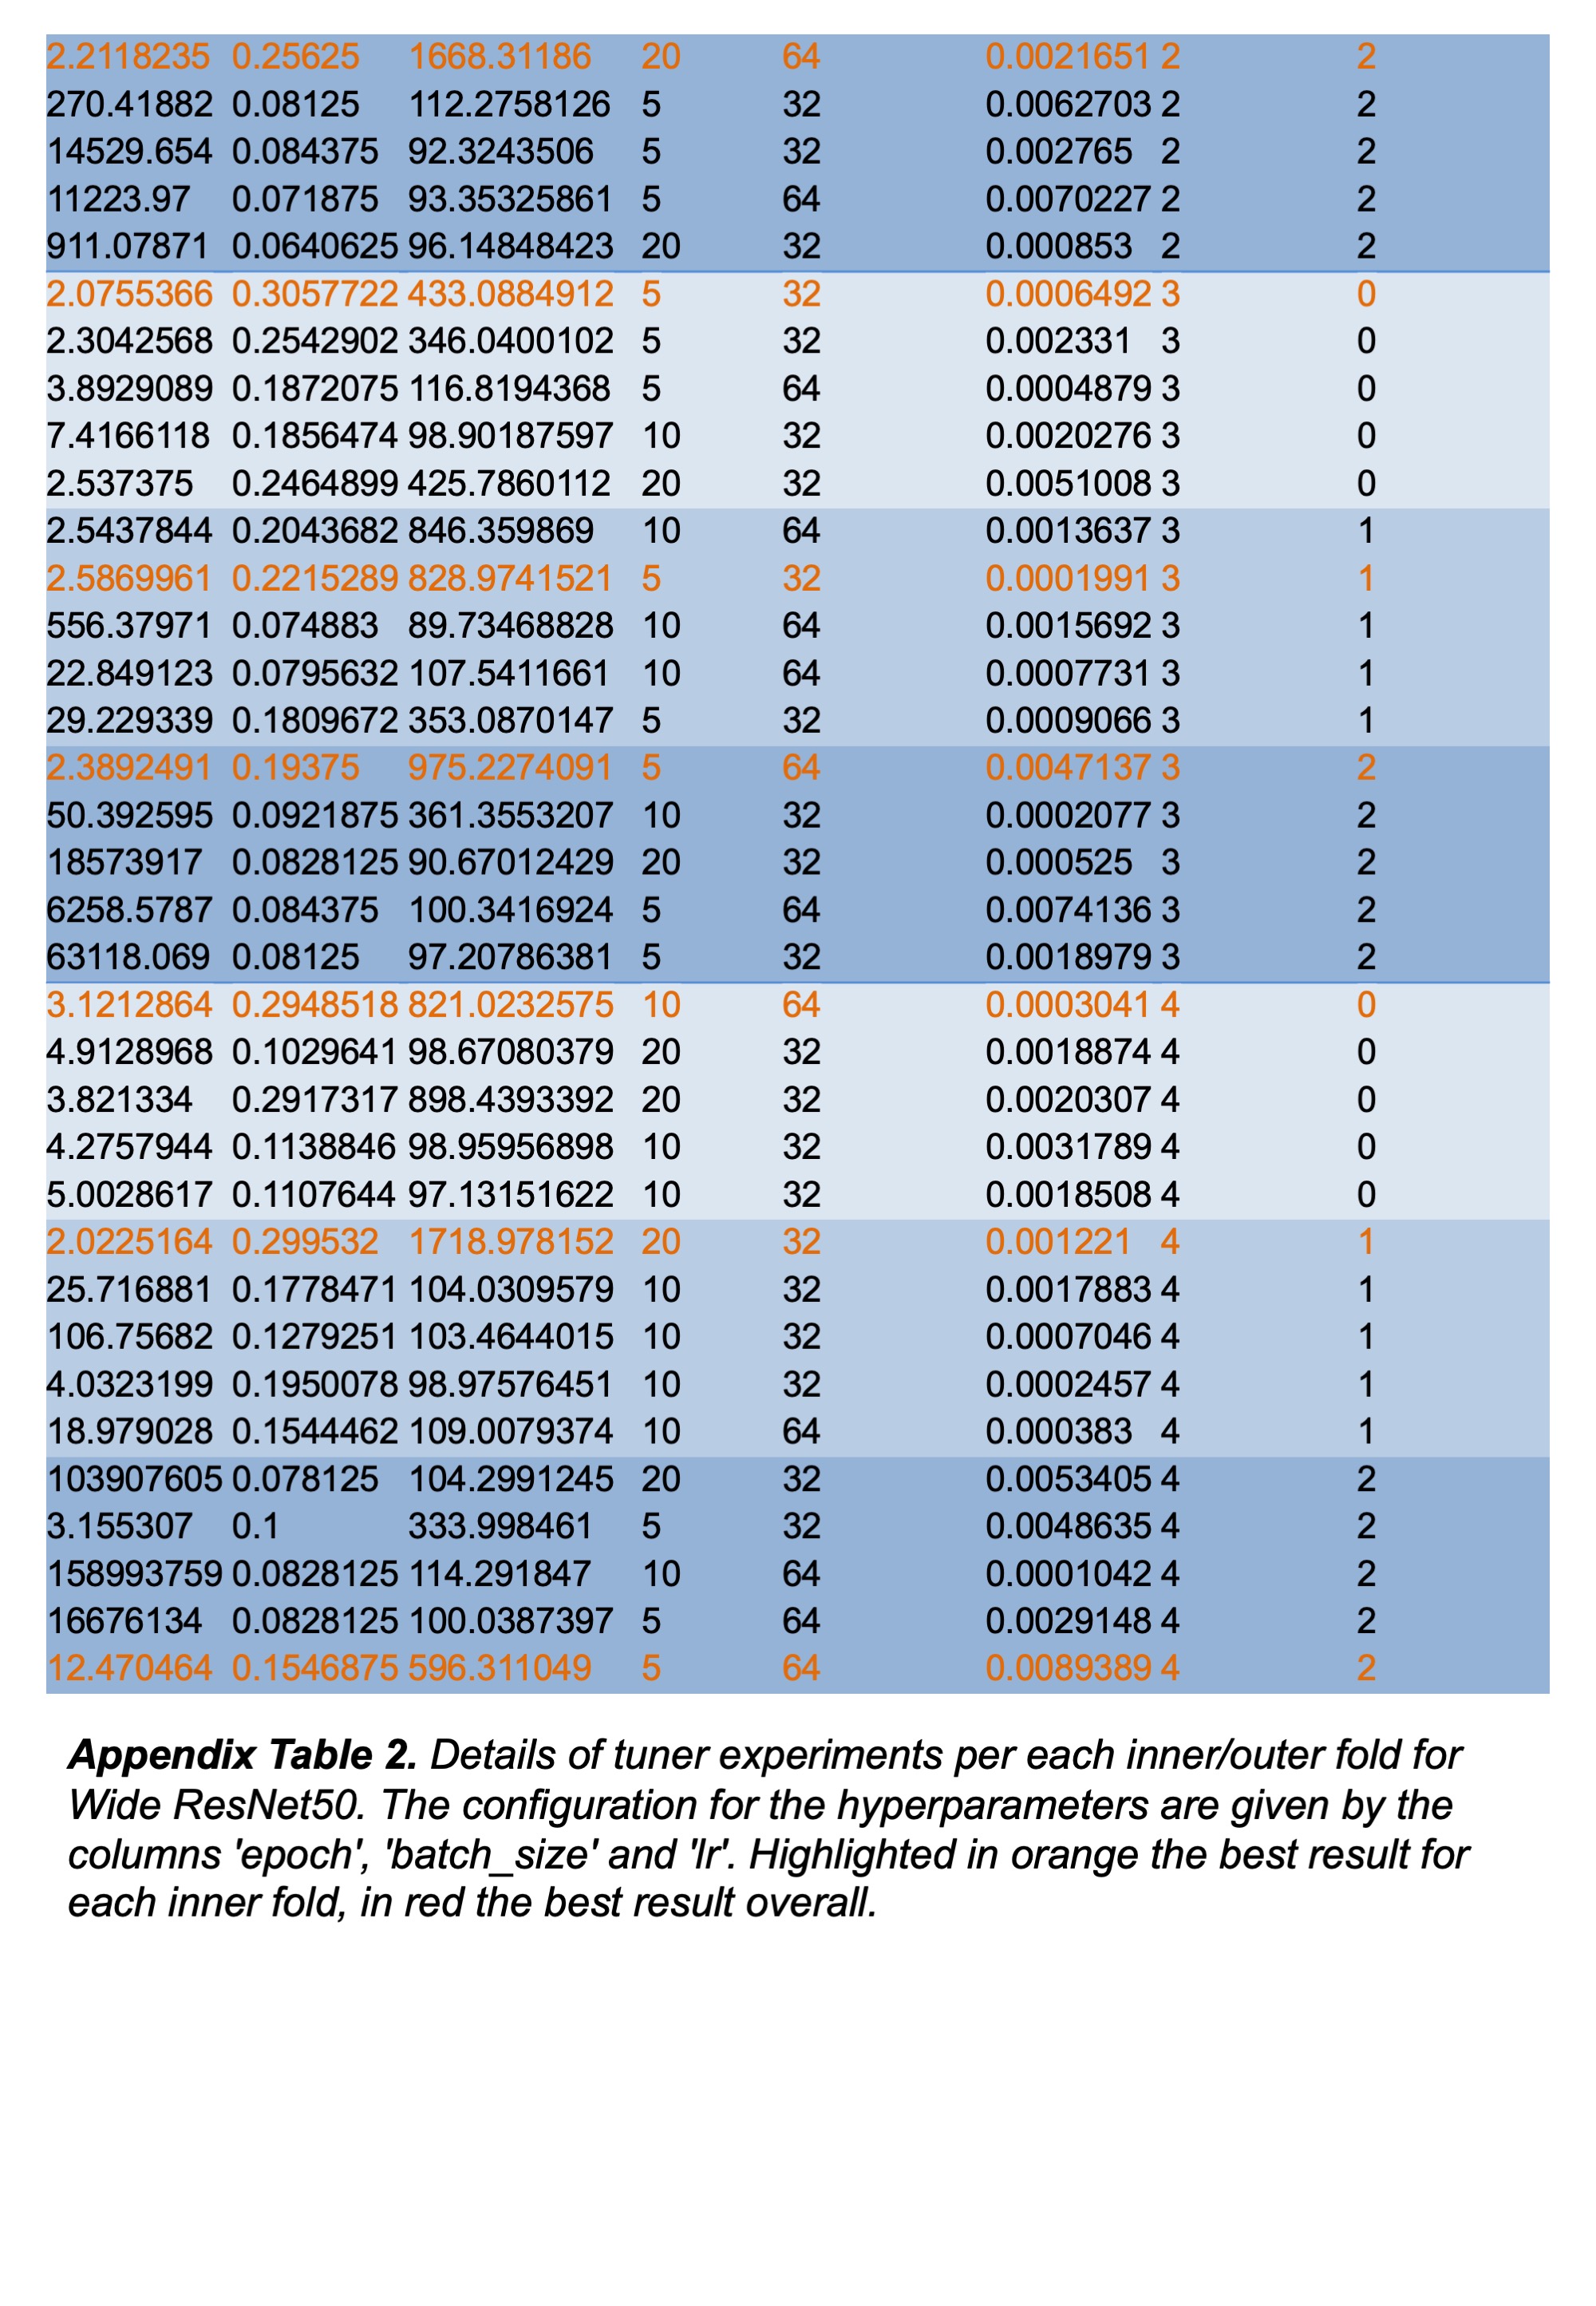 2.2118235 0.25625 1668.31186 20 64 0.0021651 2 2
270.41882 0.08125 112.2758126 5 32 0.0062703 2 2
14529.654 0.084375 92.3243506 5 32 0.002765 2 2
11223.97 0.071875 93.35325861 5 64 0.0070227 2 2
911.07871 0.0640625 96.14848423 20 32 0.000853 2 2
2.0755366 0.3057722 433.0884912 5 32 0.0006492 3 0
2.3042568 0.2542902 346.0400102 5 32 0.002331 3 0
3.8929089 0.1872075 116.8194368 5 64 0.0004879 3 0
7.4166118 0.1856474 98.90187597 10 32 0.0020276 3 0
2.537375 0.2464899 425.7860112 20 32 0.0051008 3 0
2.5437844 0.2043682 846.359869 10 64 0.0013637 3 1
2.5869961 0.2215289 828.9741521 5 32 0.0001991 3 1
556.37971 0.074883 89.73468828 10 64 0.0015692 3 1
22.849123 0.0795632 107.5411661 10 64 0.0007731 3 1
29.229339 0.1809672 353.0870147 5 32 0.0009066 3 1
2.3892491 0.19375 975.2274091 5 64 0.0047137 3 2
50.392595 0.0921875 361.3553207 10 32 0.0002077 3 2
18573917 0.0828125 90.67012429 20 32 0.000525 3 2
6258.5787 0.084375 100.3416924 5 64 0.0074136 3 2
63118.069 0.08125 97.20786381 5 32 0.0018979 3 2
3.1212864 0.2948518 821.0232575 10 64 0.0003041 4 0
4.9128968 0.1029641 98.67080379 20 32 0.0018874 4 0
3.821334 0.2917317 898.4393392 20 32 0.0020307 4 0
4.2757944 0.1138846 98.95956898 10 32 0.0031789 4 0
5.0028617 0.1107644 97.13151622 10 32 0.0018508 4 0
2.0225164 0.299532 1718.978152 20 32 0.001221 4 1
25.716881 0.1778471 104.0309579 10 32 0.0017883 4 1
106.75682 0.1279251 103.4644015 10 32 0.0007046 4 1
4.0323199 0.1950078 98.97576451 10 32 0.0002457 4 1
18.979028 0.1544462 109.0079374 10 64 0.000383 4 1
103907605 0.078125 104.2991245 20 32 0.0053405 4 2
3.155307 0.1 333.998461 5 32 0.0048635 4 2
158993759 0.0828125 114.291847 10 64 0.0001042 4 2
16676134 0.0828125 100.0387397 5 64 0.0029148 4 2
12.470464 0.1546875 596.311049 5 64 0.0089389 4 2
Appendix Table 2. Details of tuner experiments per each inner/outer fold for
Wide ResNet50. The configuration for the hyperparameters are given by the
columns 'epoch', 'batch_size' and 'lr'. Highlighted in orange the best result for
each inner fold, in red the best result overall.